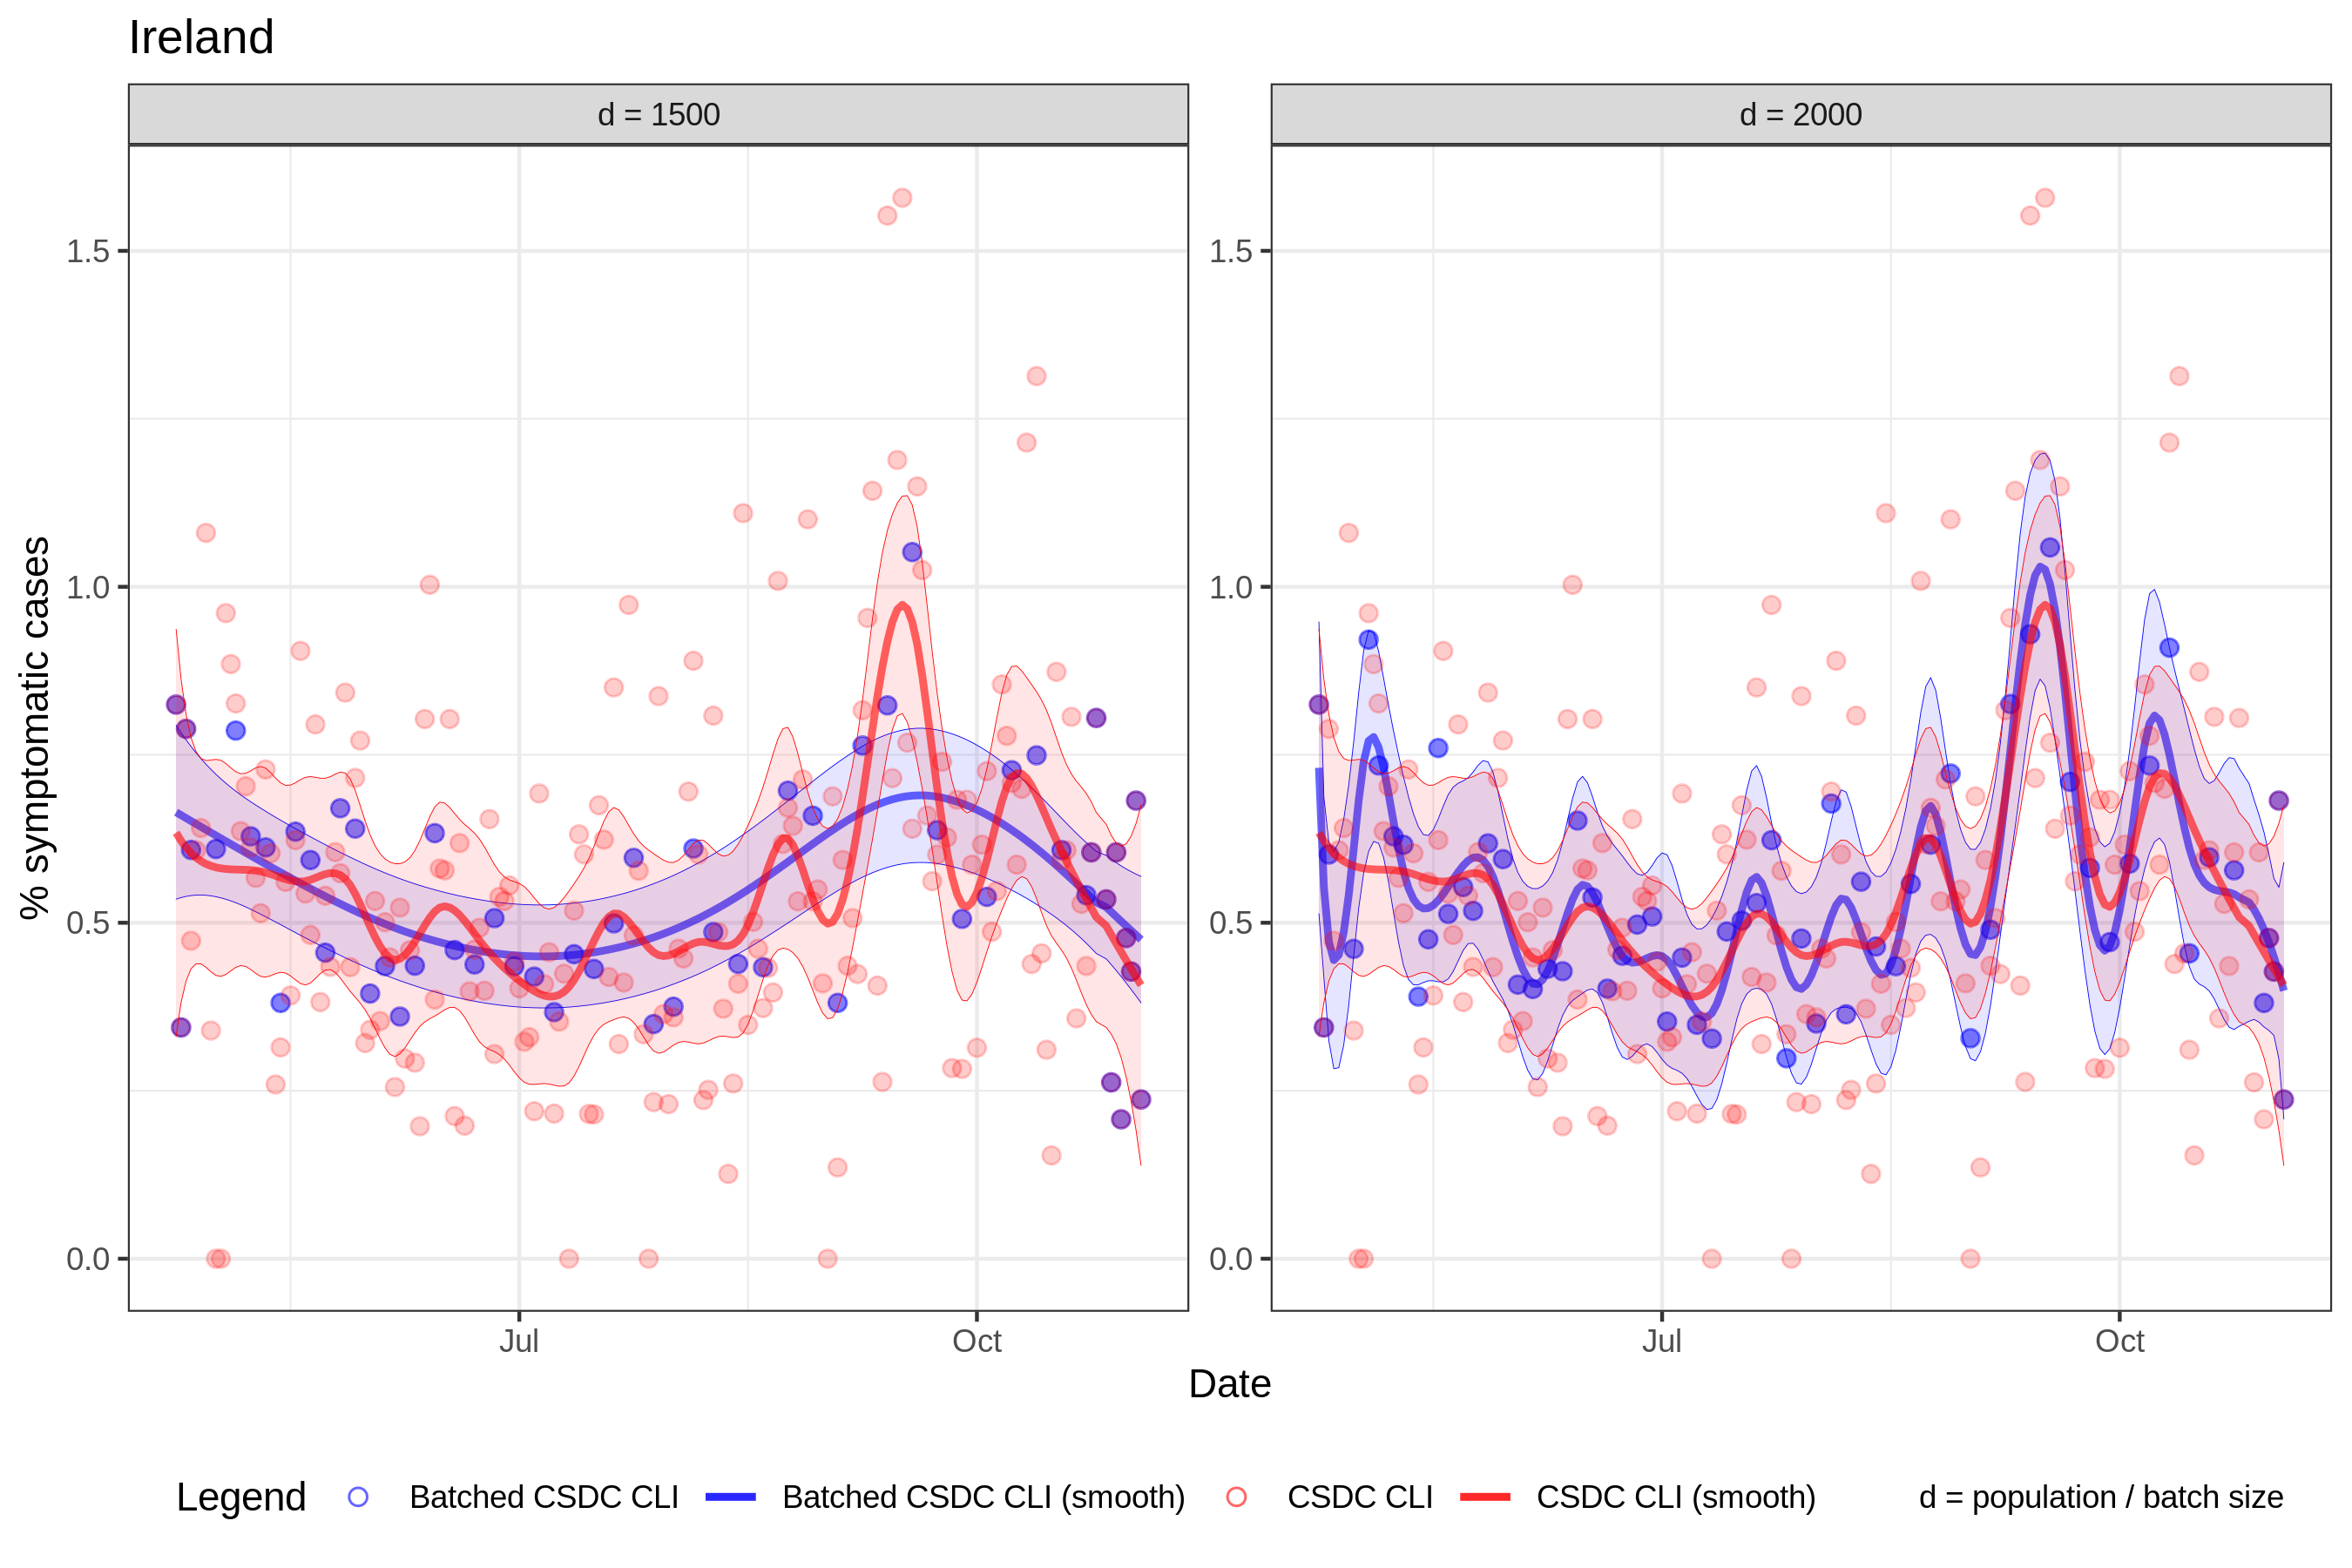 Ireland
d = 1500
d = 2000
1.5
1.0
0.5
0.0
1.5
1.0
0.5
0.0
% symptomatic cases
Jul
Oct
Jul
Oct
Date
Legend Batched CSDC CLI Batched CSDC CLI (smooth) CSDC CLI CSDC CLI (smooth) d = population / batch size